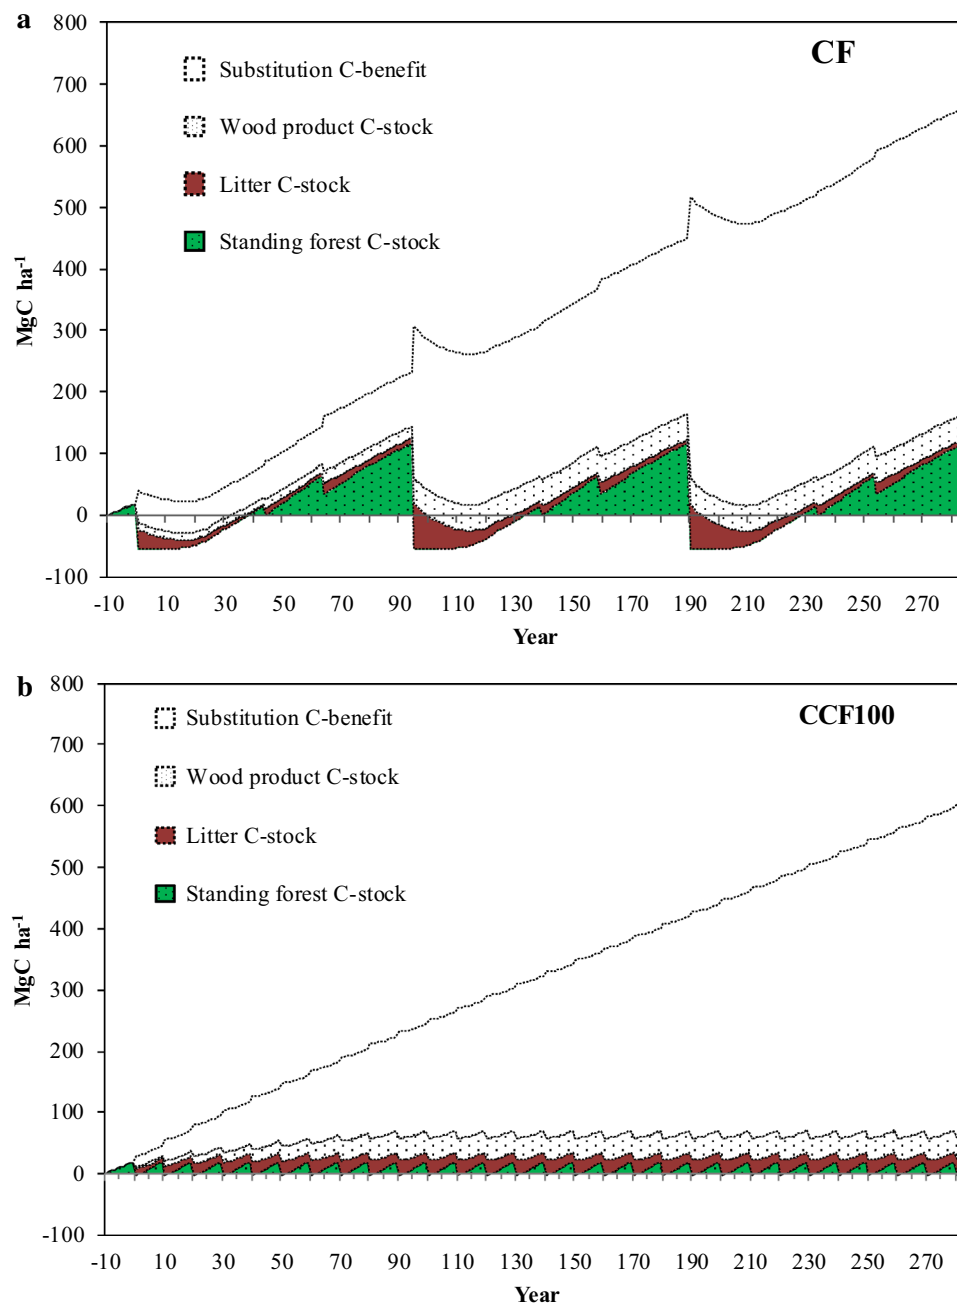 a
CF
800
700
600
500
400
300
200
100
0
-100
MgC ha⁻¹
Substitution C-benefit
Wood product C-stock
Litter C-stock
Standing forest C-stock
-10 10 30 50 70 90 110 130 150 170 190 210 230 250 270
Year
b
CCF100
800
700
600
500
400
300
200
100
0
-100
MgC ha⁻¹
Substitution C-benefit
Wood product C-stock
Litter C-stock
Standing forest C-stock
-10 10 30 50 70 90 110 130 150 170 190 210 230 250 270
Year